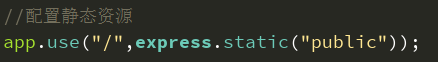 //配置静态资源
app.use("/",express.static("public"));